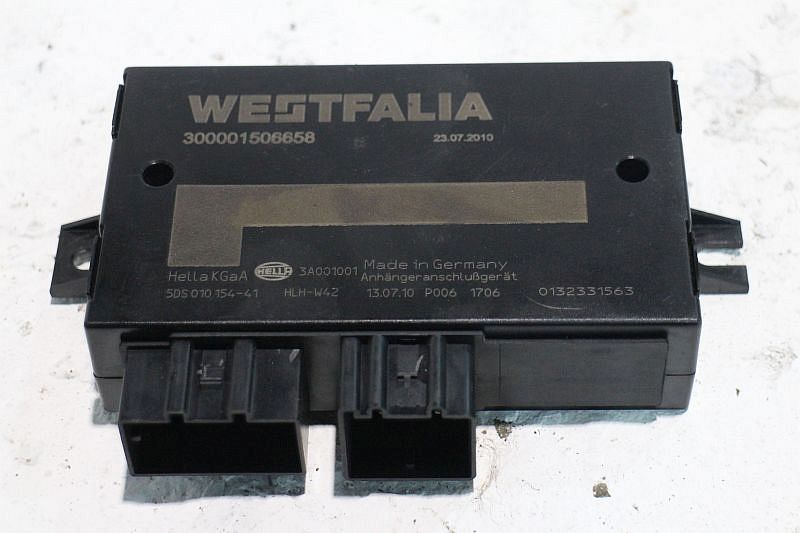 WESTFALIA
300001506658 23.07.2010
Hella KGaA HELLA 3A001001 Made in Germany
Anhängeranschlußgerät
5DS 010 154-41 HLH-W42 13.07.10 P006 1706 0132331563